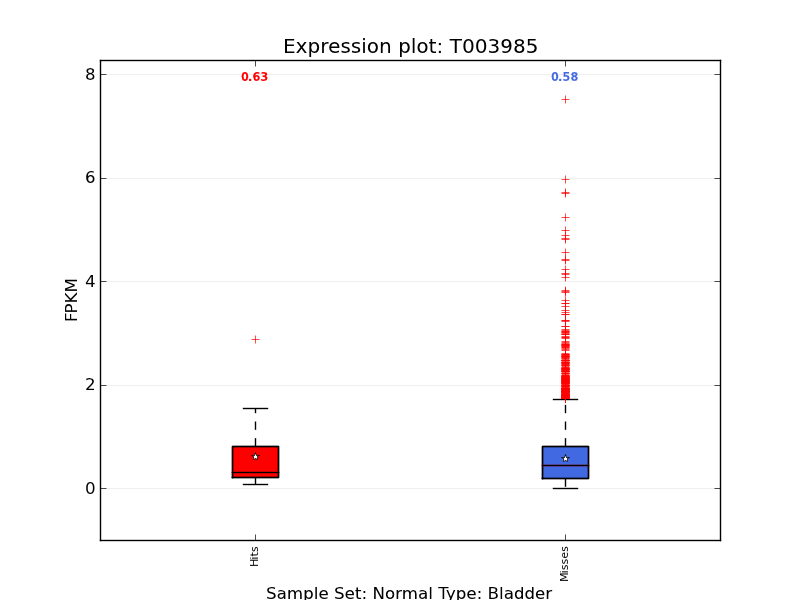 Expression plot: T003985
0.63
0.58
8
6
4
2
0
FPKM
Hits
Misses
Sample Set: Normal Type: Bladder